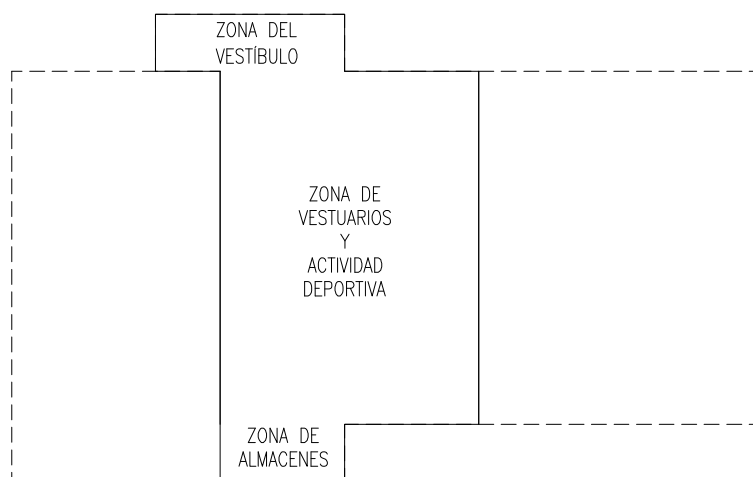 ZONA DEL
VESTÍBULO
ZONA DE
VESTUARIOS
Y
ACTIVIDAD
DEPORTIVA
ZONA DE
ALMACENES